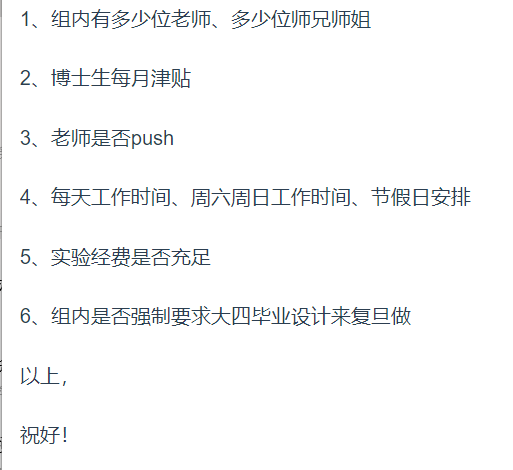 1、组内有多少位老师、多少位师兄师姐
2、博士生每月津贴
3、老师是否push
4、每天工作时间、周六周日工作时间、节假日安排
5、实验经费是否充足
6、组内是否强制要求大四毕业设计来复旦做
以上，
祝好！